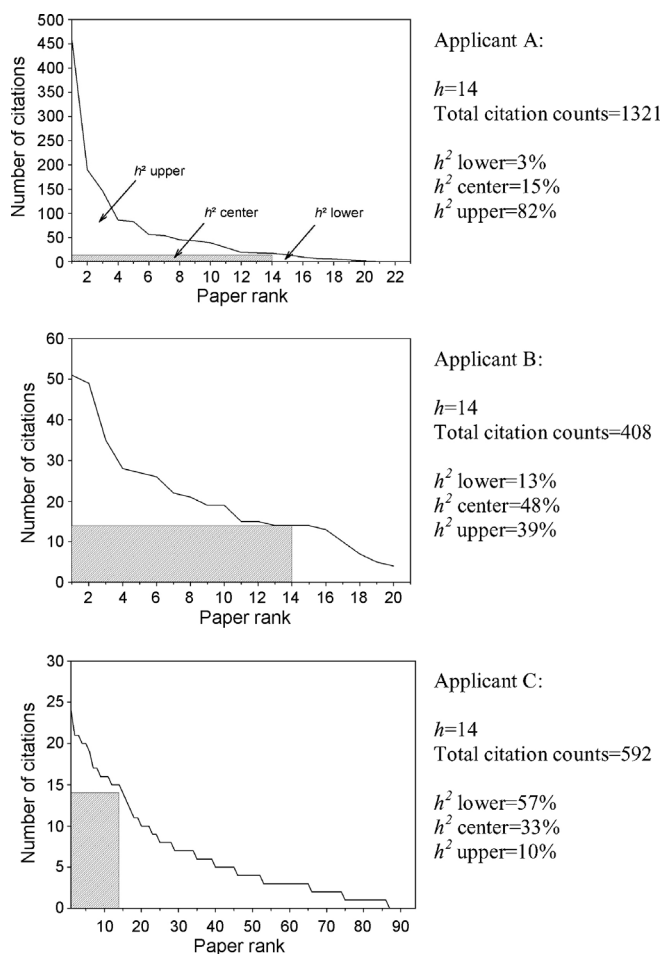 500
450
400
350
300
250
200
150
100
50
0
Number of citations
h² upper
h² center
h² lower
2 4 6 8 10 12 14 16 18 20 22
Paper rank
Applicant A:
h=14
Total citation counts=1321
h² lower=3%
h² center=15%
h² upper=82%
60
50
40
30
20
10
0
Number of citations
2 4 6 8 10 12 14 16 18 20
Paper rank
Applicant B:
h=14
Total citation counts=408
h² lower=13%
h² center=48%
h² upper=39%
30
25
20
15
10
5
0
Number of citations
10 20 30 40 50 60 70 80 90
Paper rank
Applicant C:
h=14
Total citation counts=592
h² lower=57%
h² center=33%
h² upper=10%